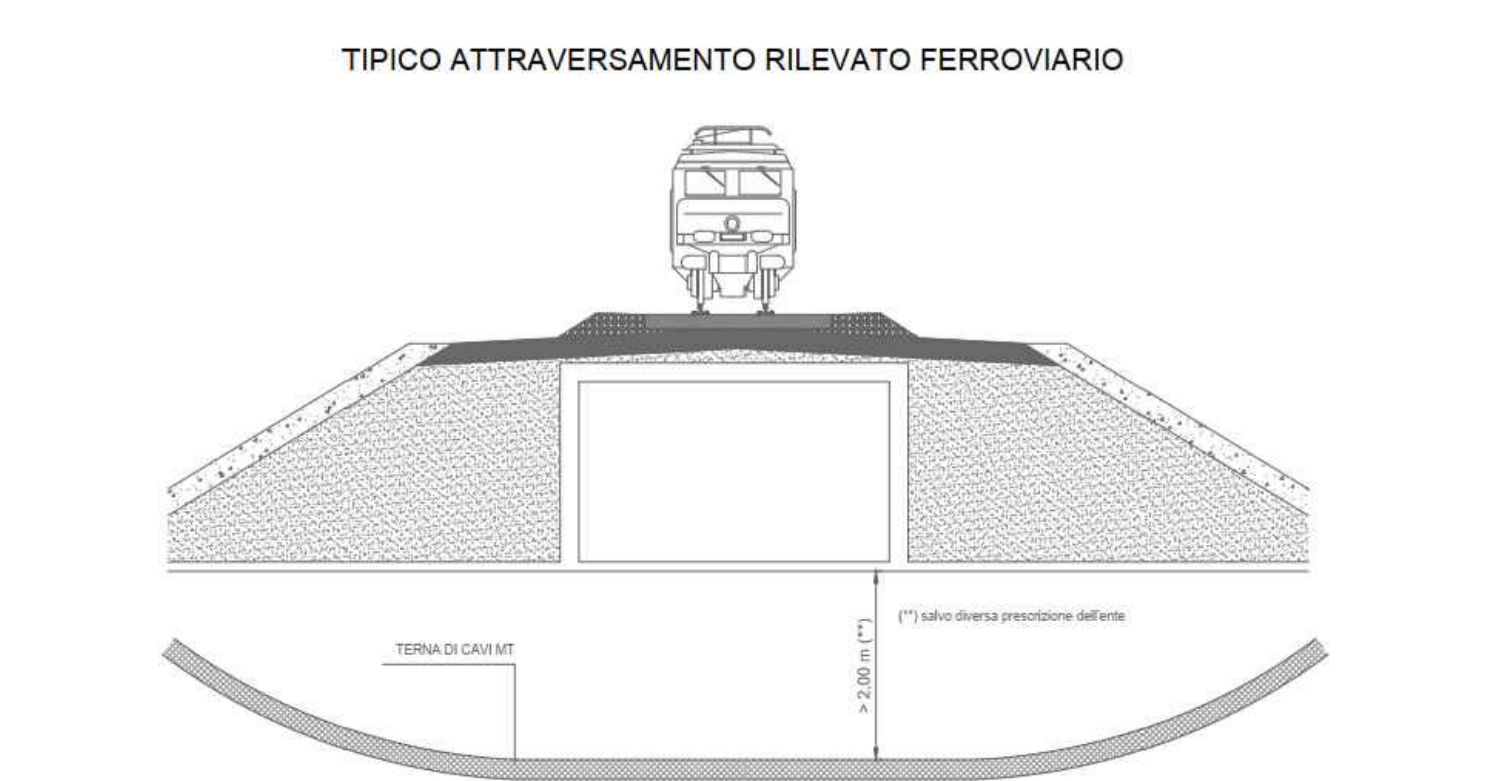 TIPICO ATTRAVERSAMENTO RILEVATO FERROVIARIO
(**) salvo diversa prescrizione dell'ente
TERNA DI CAVI MT
> 2,00 m (**)